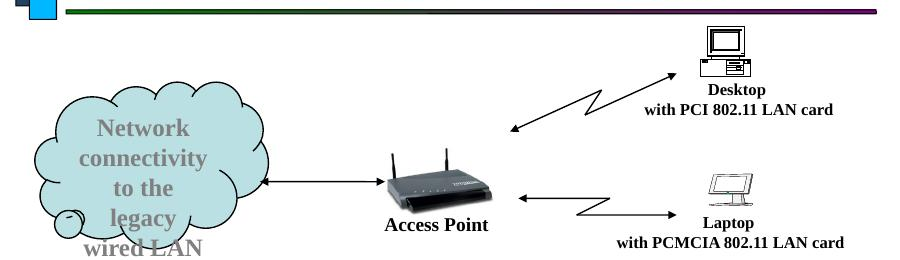 Network
connectivity
to the
legacy
wired LAN
Access Point
Desktop
with PCI 802.11 LAN card
Laptop
with PCMCIA 802.11 LAN card